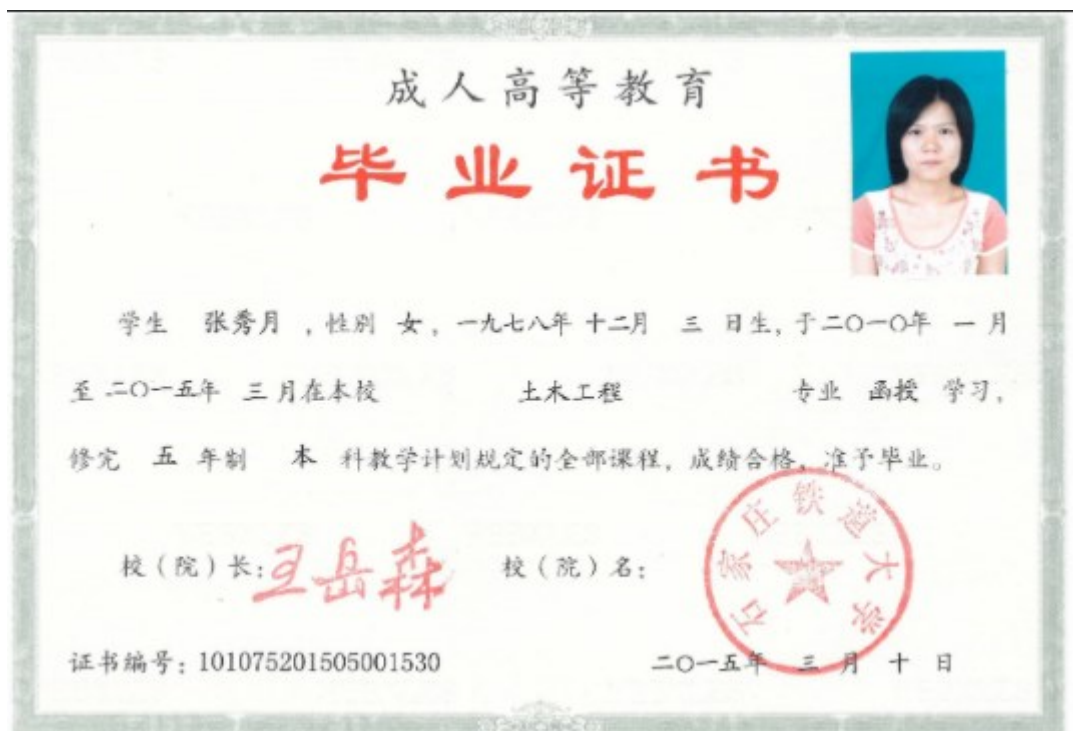 成人高等教育
毕业证书
学生 张秀月 ，性别 女，一九七八年 十二月 三 日生，于二〇一〇年 一 月
至 二〇一五年 三 月在本校 土木工程 专业 函授 学习，
修完 五 年制 本 科教学计划规定的全部课程，成绩合格，准予毕业。
校（院）长：王岳森 校（院）名：
石家庄铁道大学
证书编号：101075201505001530 二〇一五年 三 月 十 日